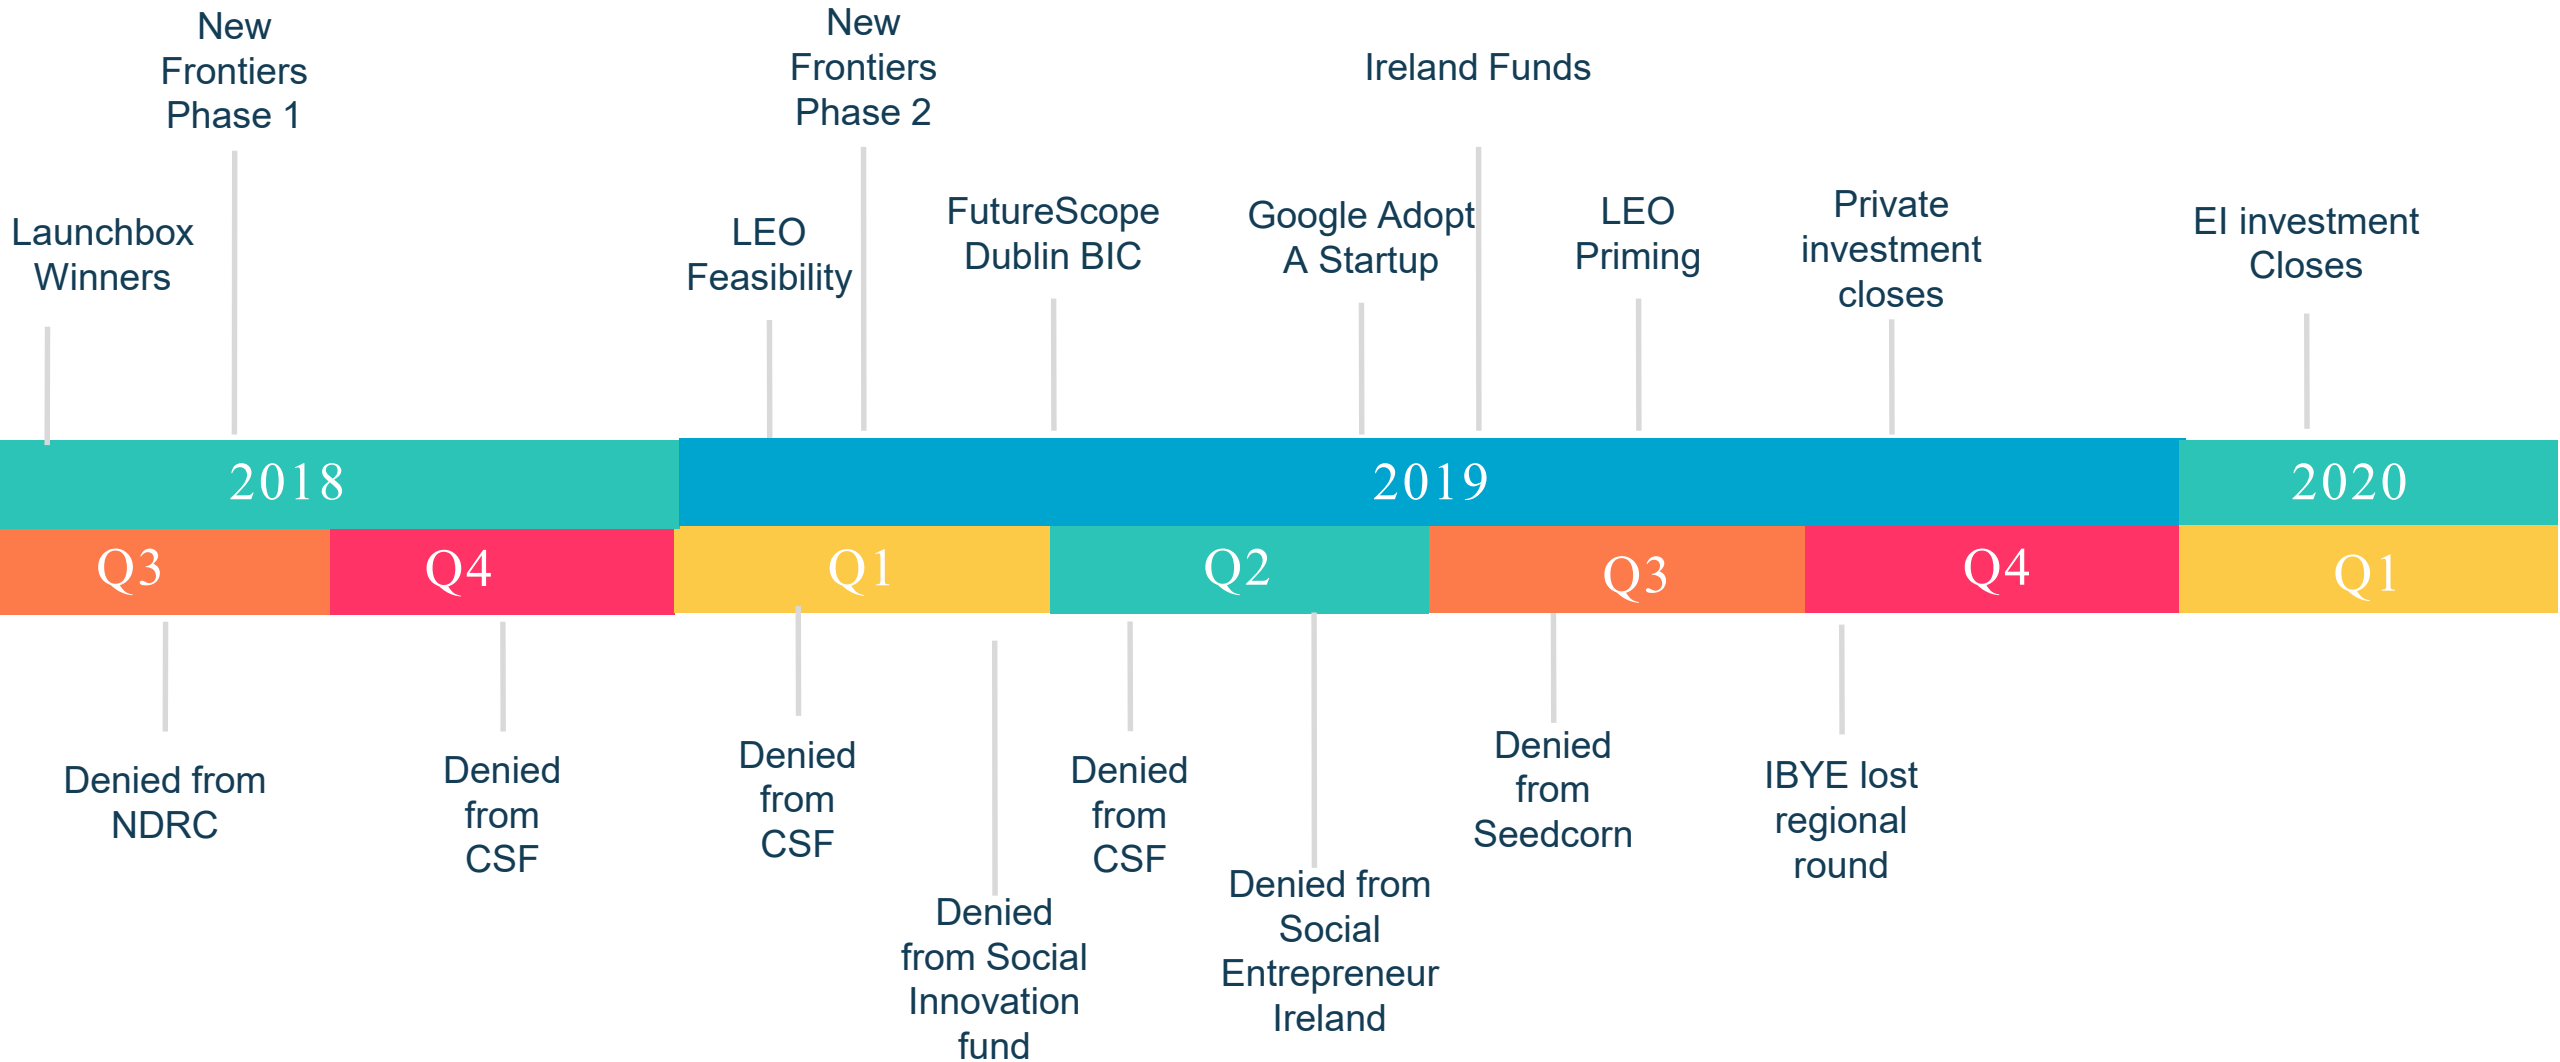 New
Frontiers
Phase 1
Launchbox
Winners
LEO
Feasibility
New
Frontiers
Phase 2
FutureScope
Dublin BIC
Google Adopt
A Startup
Ireland Funds
LEO
Priming
Private
investment
closes
EI investment
Closes
2018
2019
2020
Q3
Q4
Q1
Q2
Q3
Q4
Q1
Denied from
NDRC
Denied
from
CSF
Denied
from
CSF
Denied
from Social
Innovation
fund
Denied
from
CSF
Denied from
Social
Entrepreneur
Ireland
Denied
from
Seedcorn
IBYE lost
regional
round